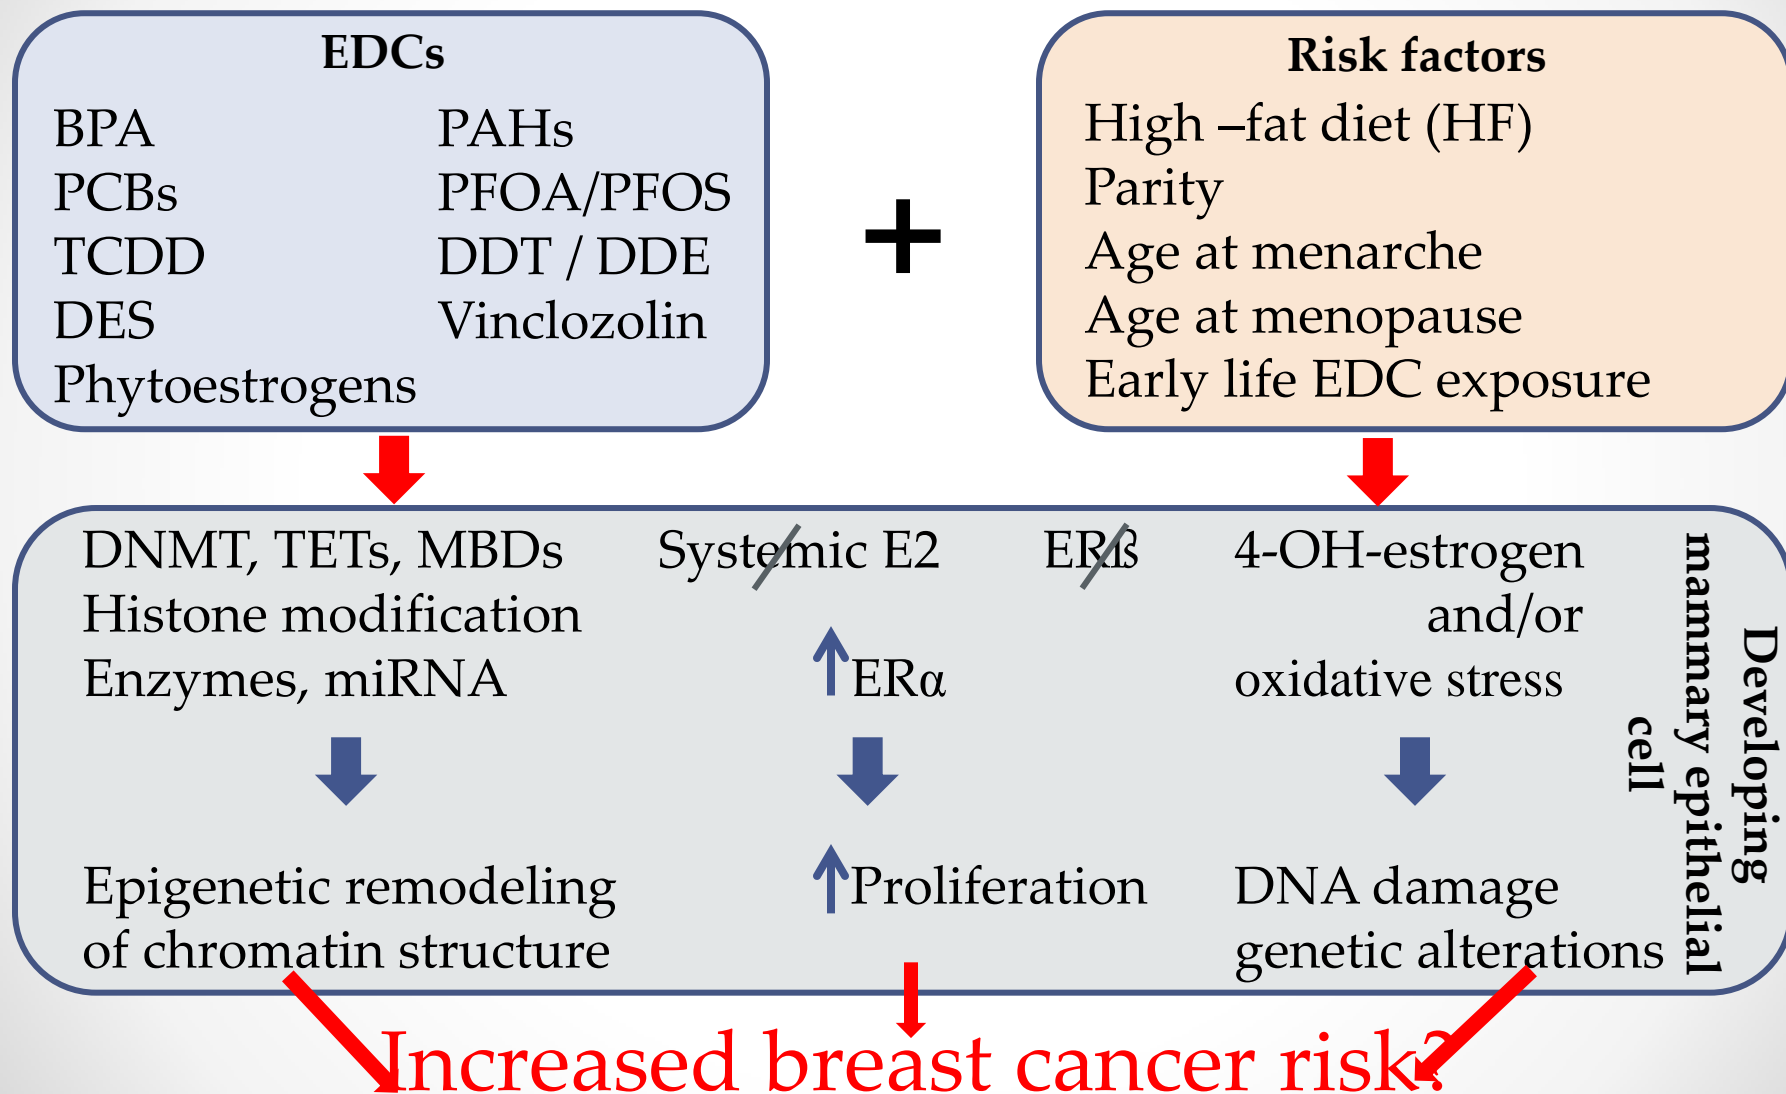 EDCs
BPA
PCBs
TCDD
DES
Phytoestrogens
PAHs
PFOA/PFOS
DDT / DDE
Vinclozolin
+
Risk factors
High –fat diet (HF)
Parity
Age at menarche
Age at menopause
Early life EDC exposure
DNMT, TETs, MBDs
Histone modification
Enzymes, miRNA
Epigenetic remodeling
of chromatin structure
Systemic E2
ERß
ERα
Proliferation
4-OH-estrogen
and/or
oxidative stress
DNA damage
genetic alterations
Developing
mammary epithelial
cell
Increased breast cancer risk?